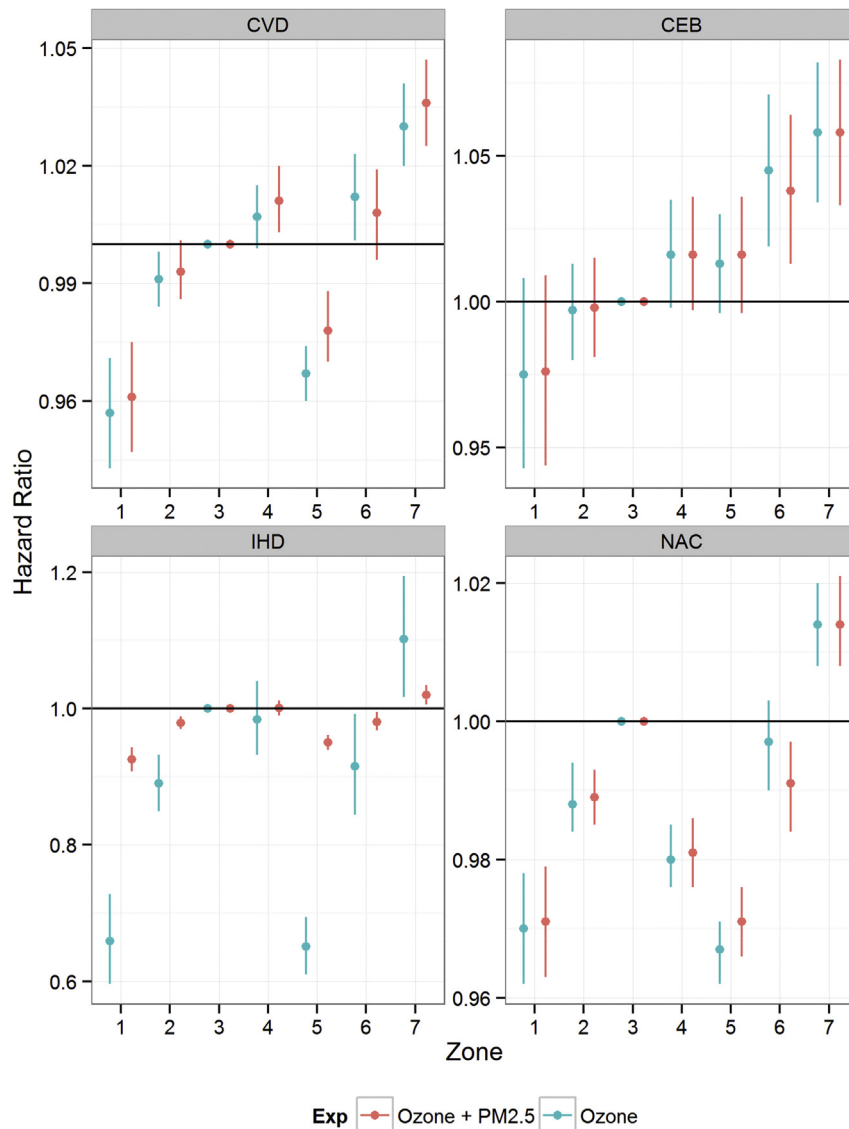 CVD
CEB
1.05
1.02
0.99
0.96
1.05
1.00
0.95
1 2 3 4 5 6 7
1 2 3 4 5 6 7
Hazard Ratio
IHD
NAC
1.2
1.0
0.8
0.6
1.02
1.00
0.98
0.96
1 2 3 4 5 6 7
1 2 3 4 5 6 7
Zone
Exp Ozone + PM2.5 Ozone